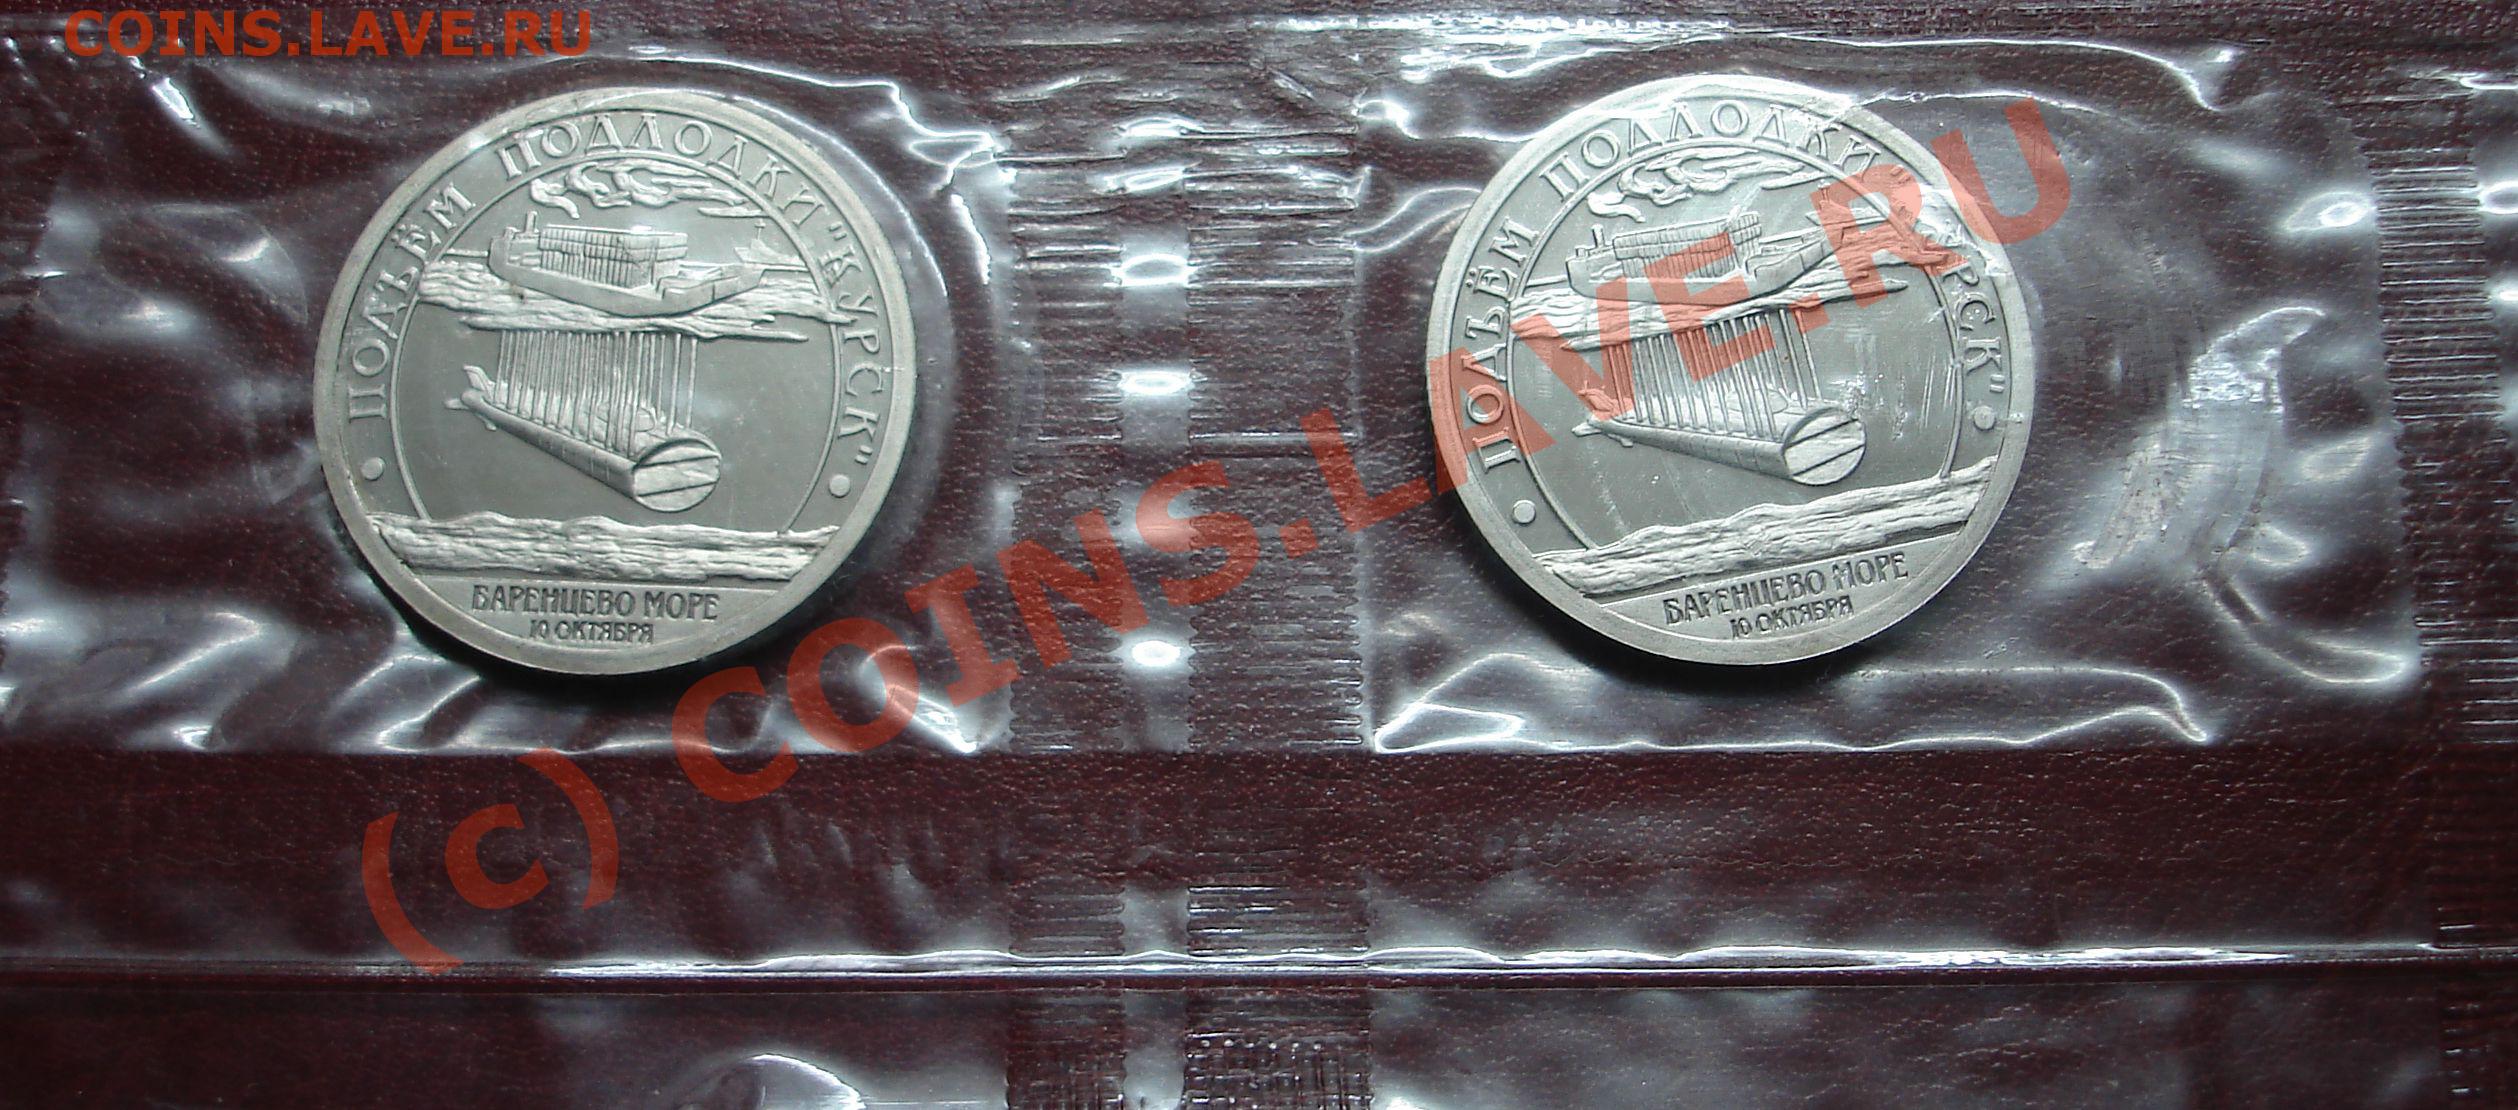 COINS.LAVE.RU
ПОДЪЁМ ПОДЛОДКИ "КУРСК"
БАРЕНЦЕВО МОРЕ
10 ОКТЯБРЯ
ПОДЪЁМ ПОДЛОДКИ "КУРСК"
БАРЕНЦЕВО МОРЕ
10 ОКТЯБРЯ
(c) COINS.LAVE.RU